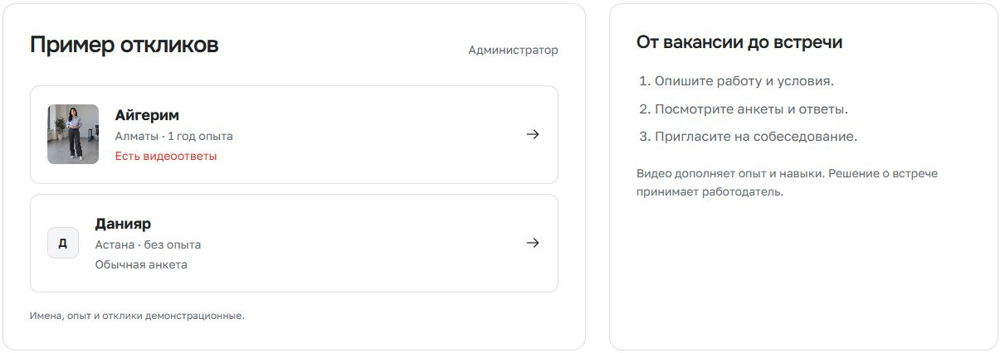 Пример откликов
Администратор
Айгерим
Алматы · 1 год опыта
Есть видеоответы
→
Д
Данияр
Астана · без опыта
Обычная анкета
→
Имена, опыт и отклики демонстрационные.
От вакансии до встречи
1. Опишите работу и условия.
2. Посмотрите анкеты и ответы.
3. Пригласите на собеседование.
Видео дополняет опыт и навыки. Решение о встрече
принимает работодатель.